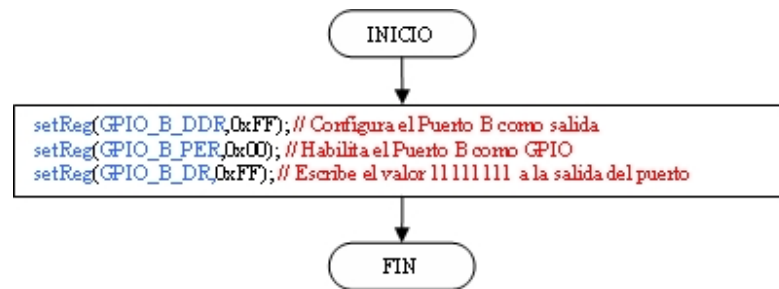 INICIO
setReg(GPIO_B_DDR,0xFF); // Configura el Puerto B como salida
setReg(GPIO_B_PER,0x00); // Habilita el Puerto B como GPIO
setReg(GPIO_B_DR,0xFF); // Escribe el valor 11111111 a la salida del puerto
FIN